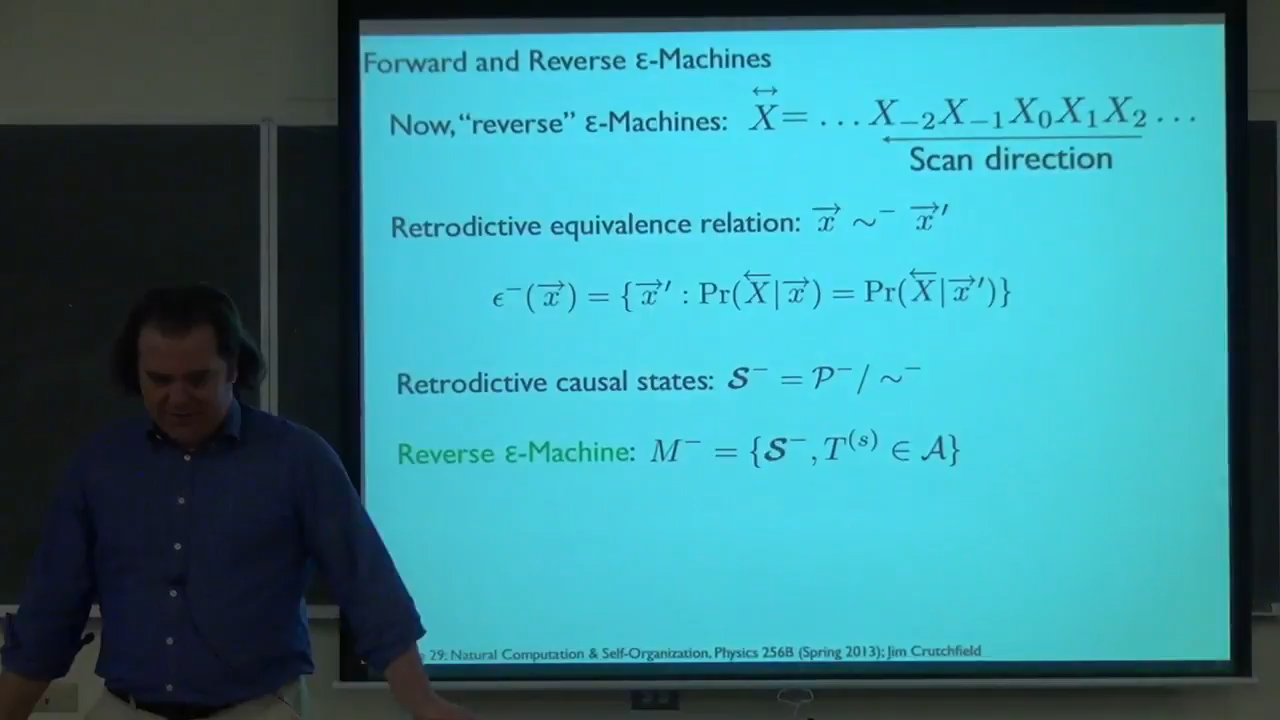 Forward and Reverse ε-Machines
Now, “reverse” ε-Machines: X↔ = . . . X₋₂X₋₁X₀X₁X₂ . . .
Scan direction
Retrodictive equivalence relation: x→ ∼⁻ x→′
ϵ⁻(x→) = {x→′ : Pr(X←|x→) = Pr(X←|x→′)}
Retrodictive causal states: 𝓢⁻ = 𝒫⁻/ ∼⁻
Reverse ε-Machine: M⁻ = {𝓢⁻, T⁽ˢ⁾ ∈ 𝒜}
29: Natural Computation & Self-Organization, Physics 256B (Spring 2013); Jim Crutchfield